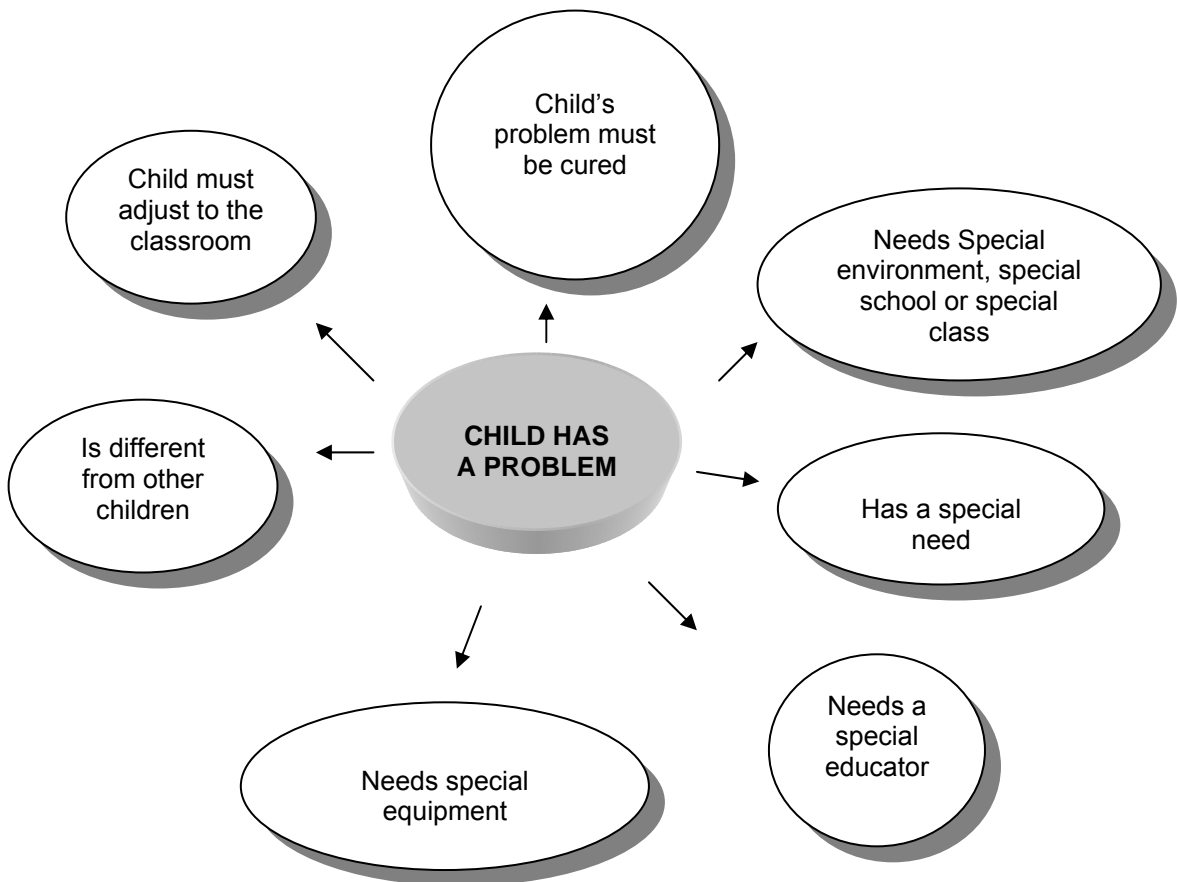 Child's
problem must
be cured
Child must
adjust to the
classroom
Needs Special
environment, special
school or special
class
CHILD HAS
A PROBLEM
Is different
from other
children
Has a special
need
Needs a
special
educator
Needs special
equipment